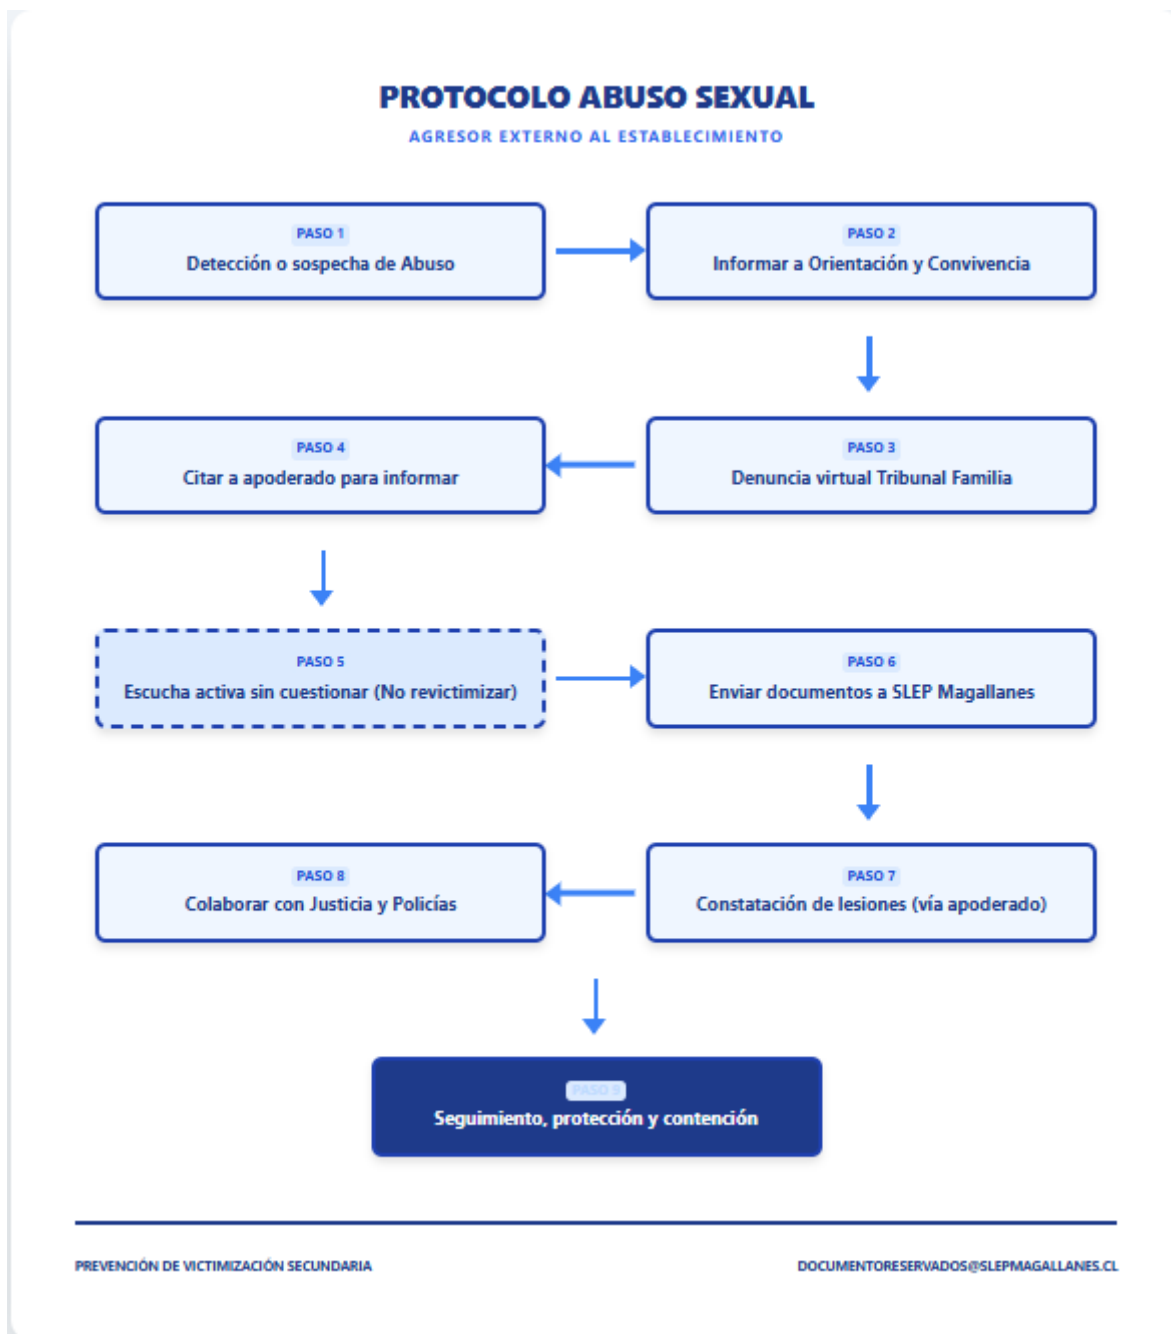 PROTOCOLO ABUSO SEXUAL
AGRESOR EXTERNO AL ESTABLECIMIENTO
PASO 1
Detección o sospecha de Abuso
PASO 2
Informar a Orientación y Convivencia
PASO 3
Denuncia virtual Tribunal Familia
PASO 4
Citar a apoderado para informar
PASO 5
Escucha activa sin cuestionar (No revictimizar)
PASO 6
Enviar documentos a SLEP Magallanes
PASO 7
Constatación de lesiones (vía apoderado)
PASO 8
Colaborar con Justicia y Policías
PASO 9
Seguimiento, protección y contención
PREVENCIÓN DE VICTIMIZACIÓN SECUNDARIA
DOCUMENTORESERVADOS@SLEPMAGALLANES.CL